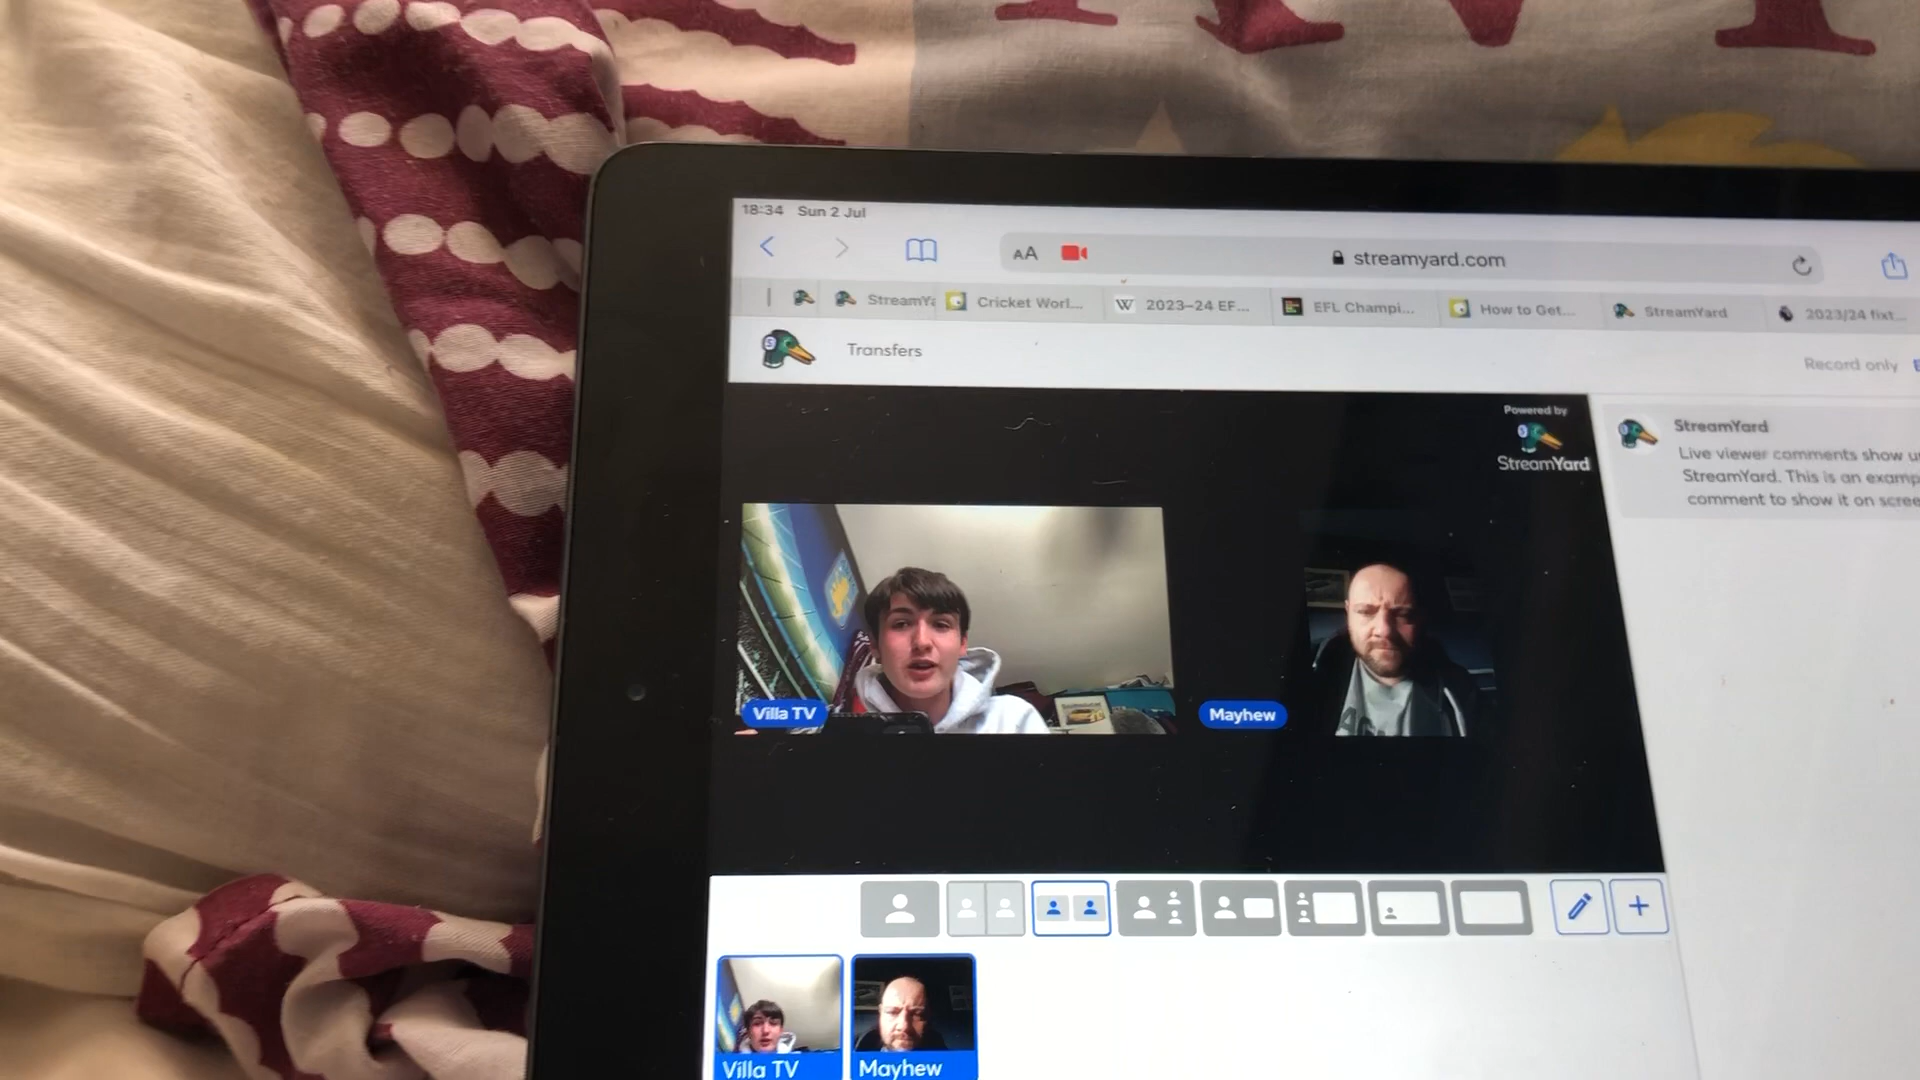 18:34 Sun 2 Jul
AA streamyard.com
StreamYa
Cricket Worl...
W 2023–24 EF...
EFL Champi...
How to Get...
StreamYard
2023/24 fixt...
Transfers
Record only
Powered by
StreamYard
StreamYard
Live viewer comments show u
StreamYard. This is an examp
comment to show it on scree
Villa TV
Mayhew
Villa TV
Mayhew